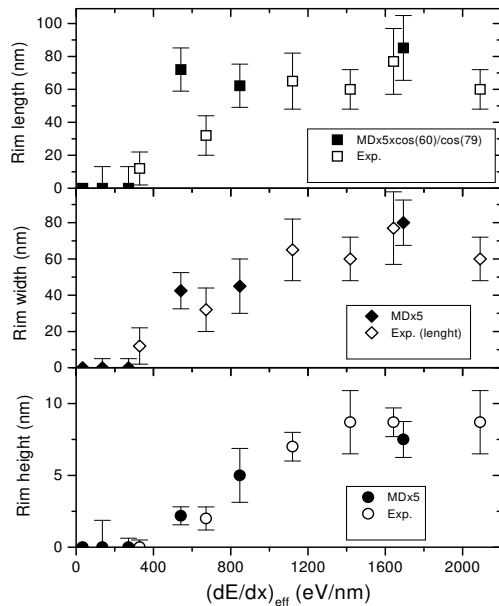 Rim length (nm)
100
80
60
40
20
0
MDx5xcos(60)/cos(79)
Exp.
Rim width (nm)
80
60
40
20
0
MDx5
Exp. (lenght)
Rim height (nm)
10
5
0
MDx5
Exp.
0 400 800 1200 1600 2000
(dE/dx)eff (eV/nm)